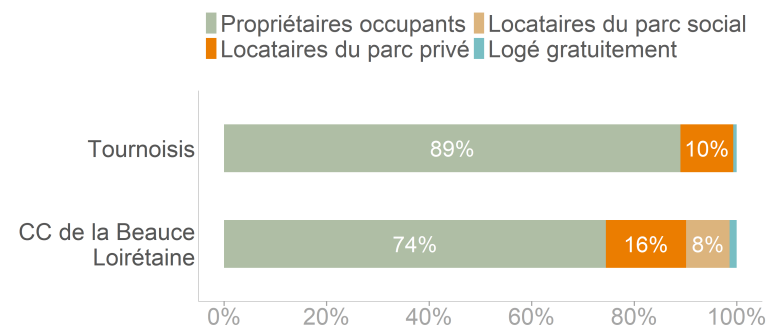 Propriétaires occupants
Locataires du parc social
Locataires du parc privé
Logé gratuitement
Tournoisis
89%
10%
CC de la Beauce
Loirétaine
74%
16%
8%
0%
20%
40%
60%
80%
100%